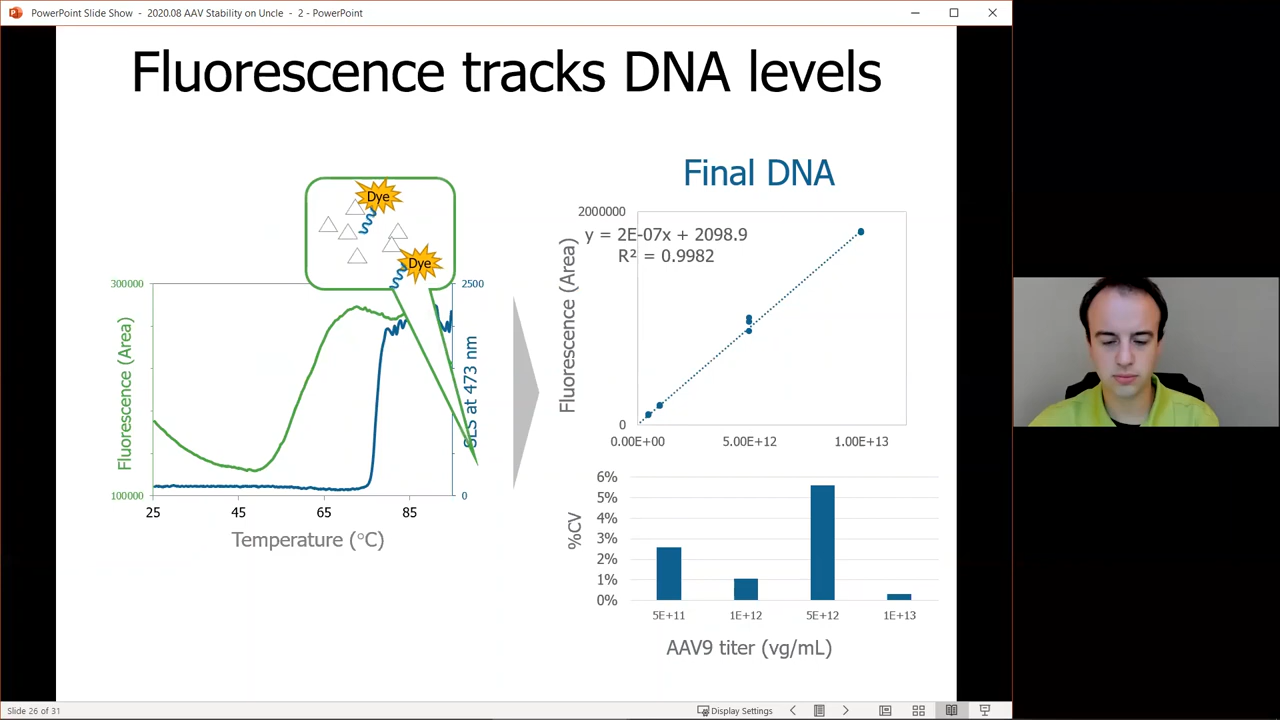 PowerPoint Slide Show - 2020.08 AAV Stability on Uncle - 2 - PowerPoint
Fluorescence tracks DNA levels
Dye
Dye
300000
2500
Fluorescence (Area)
SLS at 473 nm
100000
0
25
45
65
85
Temperature (°C)
Final DNA
2000000
y = 2E-07x + 2098.9
R² = 0.9982
Fluorescence (Area)
0
0.00E+00
5.00E+12
1.00E+13
6%
5%
4%
3%
2%
1%
0%
%CV
5E+11
1E+12
5E+12
1E+13
AAV9 titer (vg/mL)
Slide 26 of 31
Display Settings